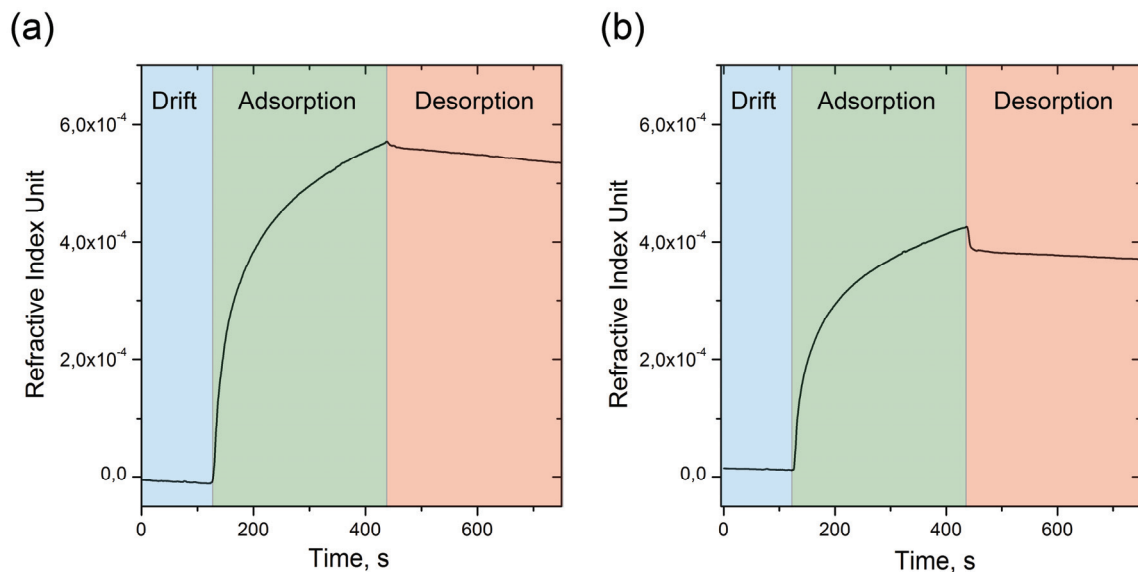 (a)
Drift Adsorption Desorption
6,0x10⁻⁴
4,0x10⁻⁴
2,0x10⁻⁴
0,0
Refractive Index Unit
0 200 400 600
Time, s
(b)
Drift Adsorption Desorption
6,0x10⁻⁴
4,0x10⁻⁴
2,0x10⁻⁴
0,0
Refractive Index Unit
0 200 400 600
Time, s